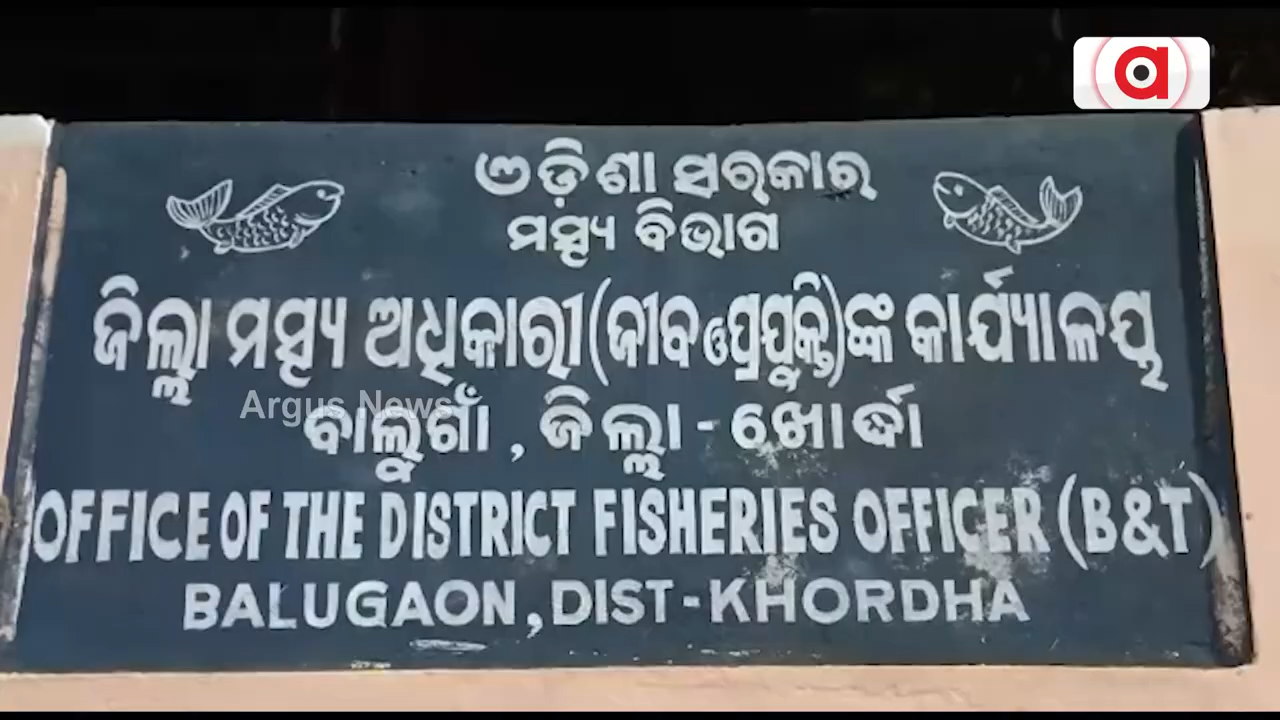 a
ଓଡ଼ିଶା ସରକାର
ମତ୍ସ୍ୟ ବିଭାଗ
ଜିଲ୍ଲା ମତ୍ସ୍ୟ ଅଧିକାରୀ(ଜୀବ ଓ ପ୍ରଯୁକ୍ତି)ଙ୍କ କାର୍ଯ୍ୟାଳୟ
Argus News
ବାଲୁଗାଁ , ଜିଲ୍ଲା - ଖୋର୍ଦ୍ଧା
OFFICE OF THE DISTRICT FISHERIES OFFICER (B&T)
BALUGAON, DIST-KHORDHA